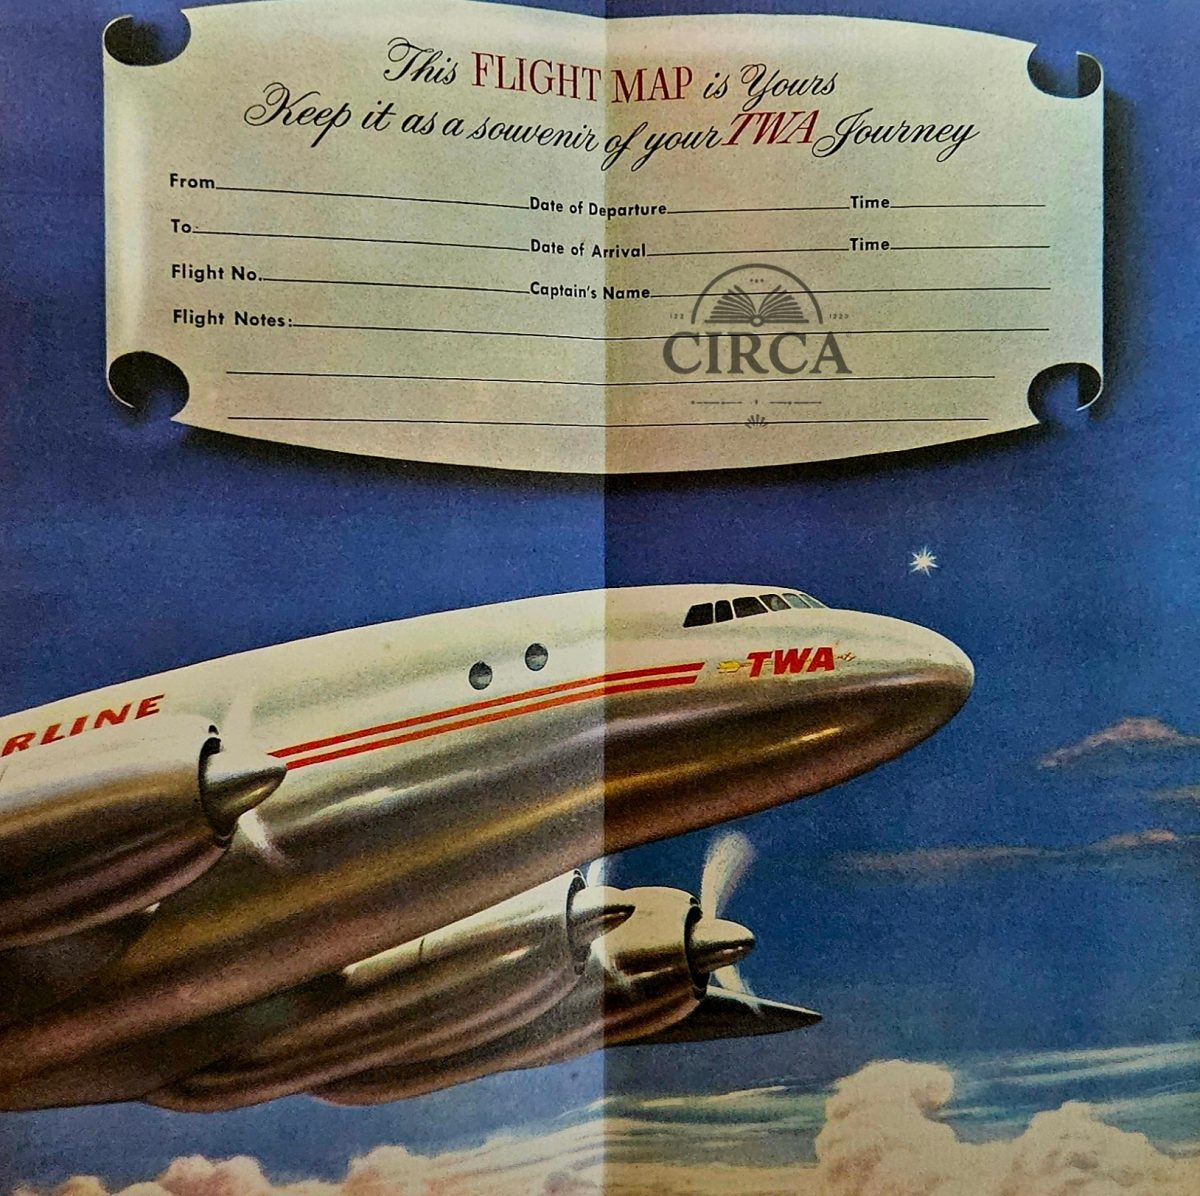 This FLIGHT MAP is Yours
Keep it as a souvenir of your TWA Journey
From Date of Departure Time
To Date of Arrival Time
Flight No. Captain's Name
Flight Notes:
CIRCA
TWA
RLINE